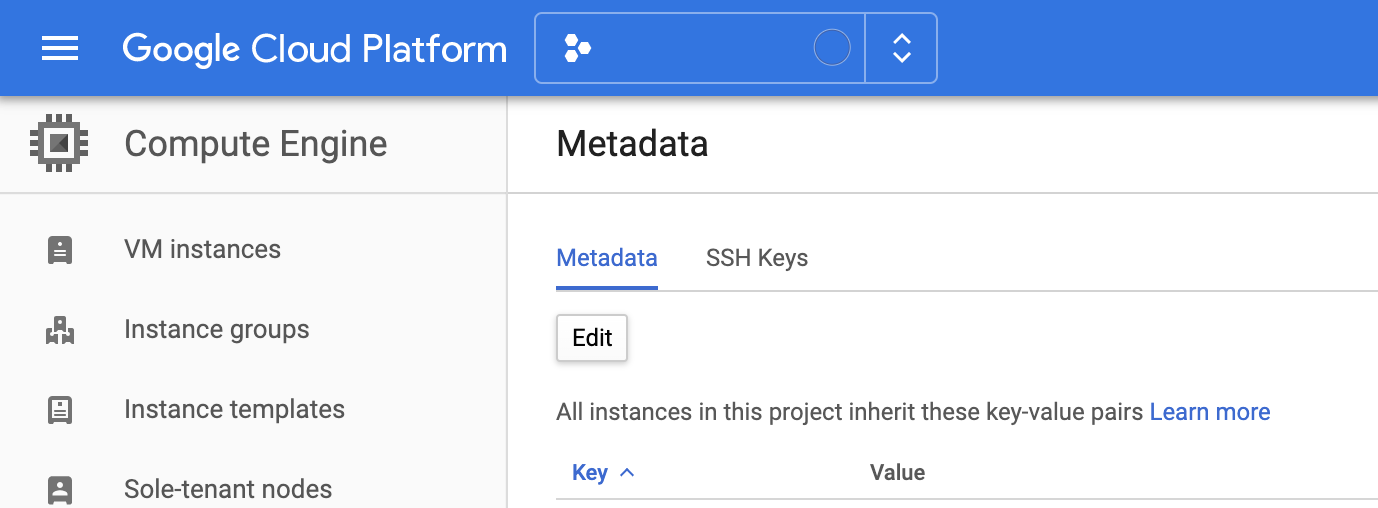 Google Cloud Platform
Compute Engine
Metadata
VM instances
Instance groups
Instance templates
Sole-tenant nodes
Metadata
SSH Keys
Edit
All instances in this project inherit these key-value pairs Learn more
Key
Value